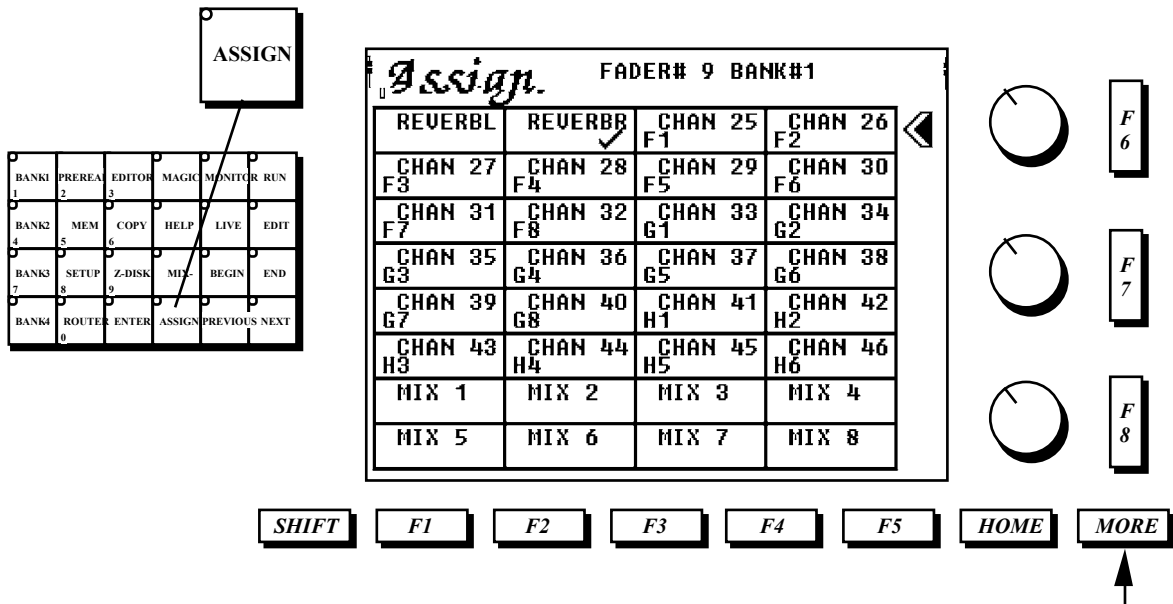 ASSIGN
Assign.
FADER# 9 BANK#1
REVERBL REVERBR CHAN 25 CHAN 26
F1 F2
CHAN 27 CHAN 28 CHAN 29 CHAN 30
F3 F4 F5 F6
CHAN 31 CHAN 32 CHAN 33 CHAN 34
F7 F8 G1 G2
CHAN 35 CHAN 36 CHAN 37 CHAN 38
G3 G4 G5 G6
CHAN 39 CHAN 40 CHAN 41 CHAN 42
G7 G8 H1 H2
CHAN 43 CHAN 44 CHAN 45 CHAN 46
H3 H4 H5 H6
MIX 1 MIX 2 MIX 3 MIX 4
MIX 5 MIX 6 MIX 7 MIX 8
BANK1 PREREAD EDITOR MAGIC MONITOR RUN
1 2 3
BANK2 MEM COPY HELP LIVE EDIT
4 5 6
BANK3 SETUP Z-DISK MIX- BEGIN END
7 8 9
BANK4 ROUTER ENTER ASSIGN PREVIOUS NEXT
0
F
6
F
7
F
8
SHIFT F1 F2 F3 F4 F5 HOME MORE